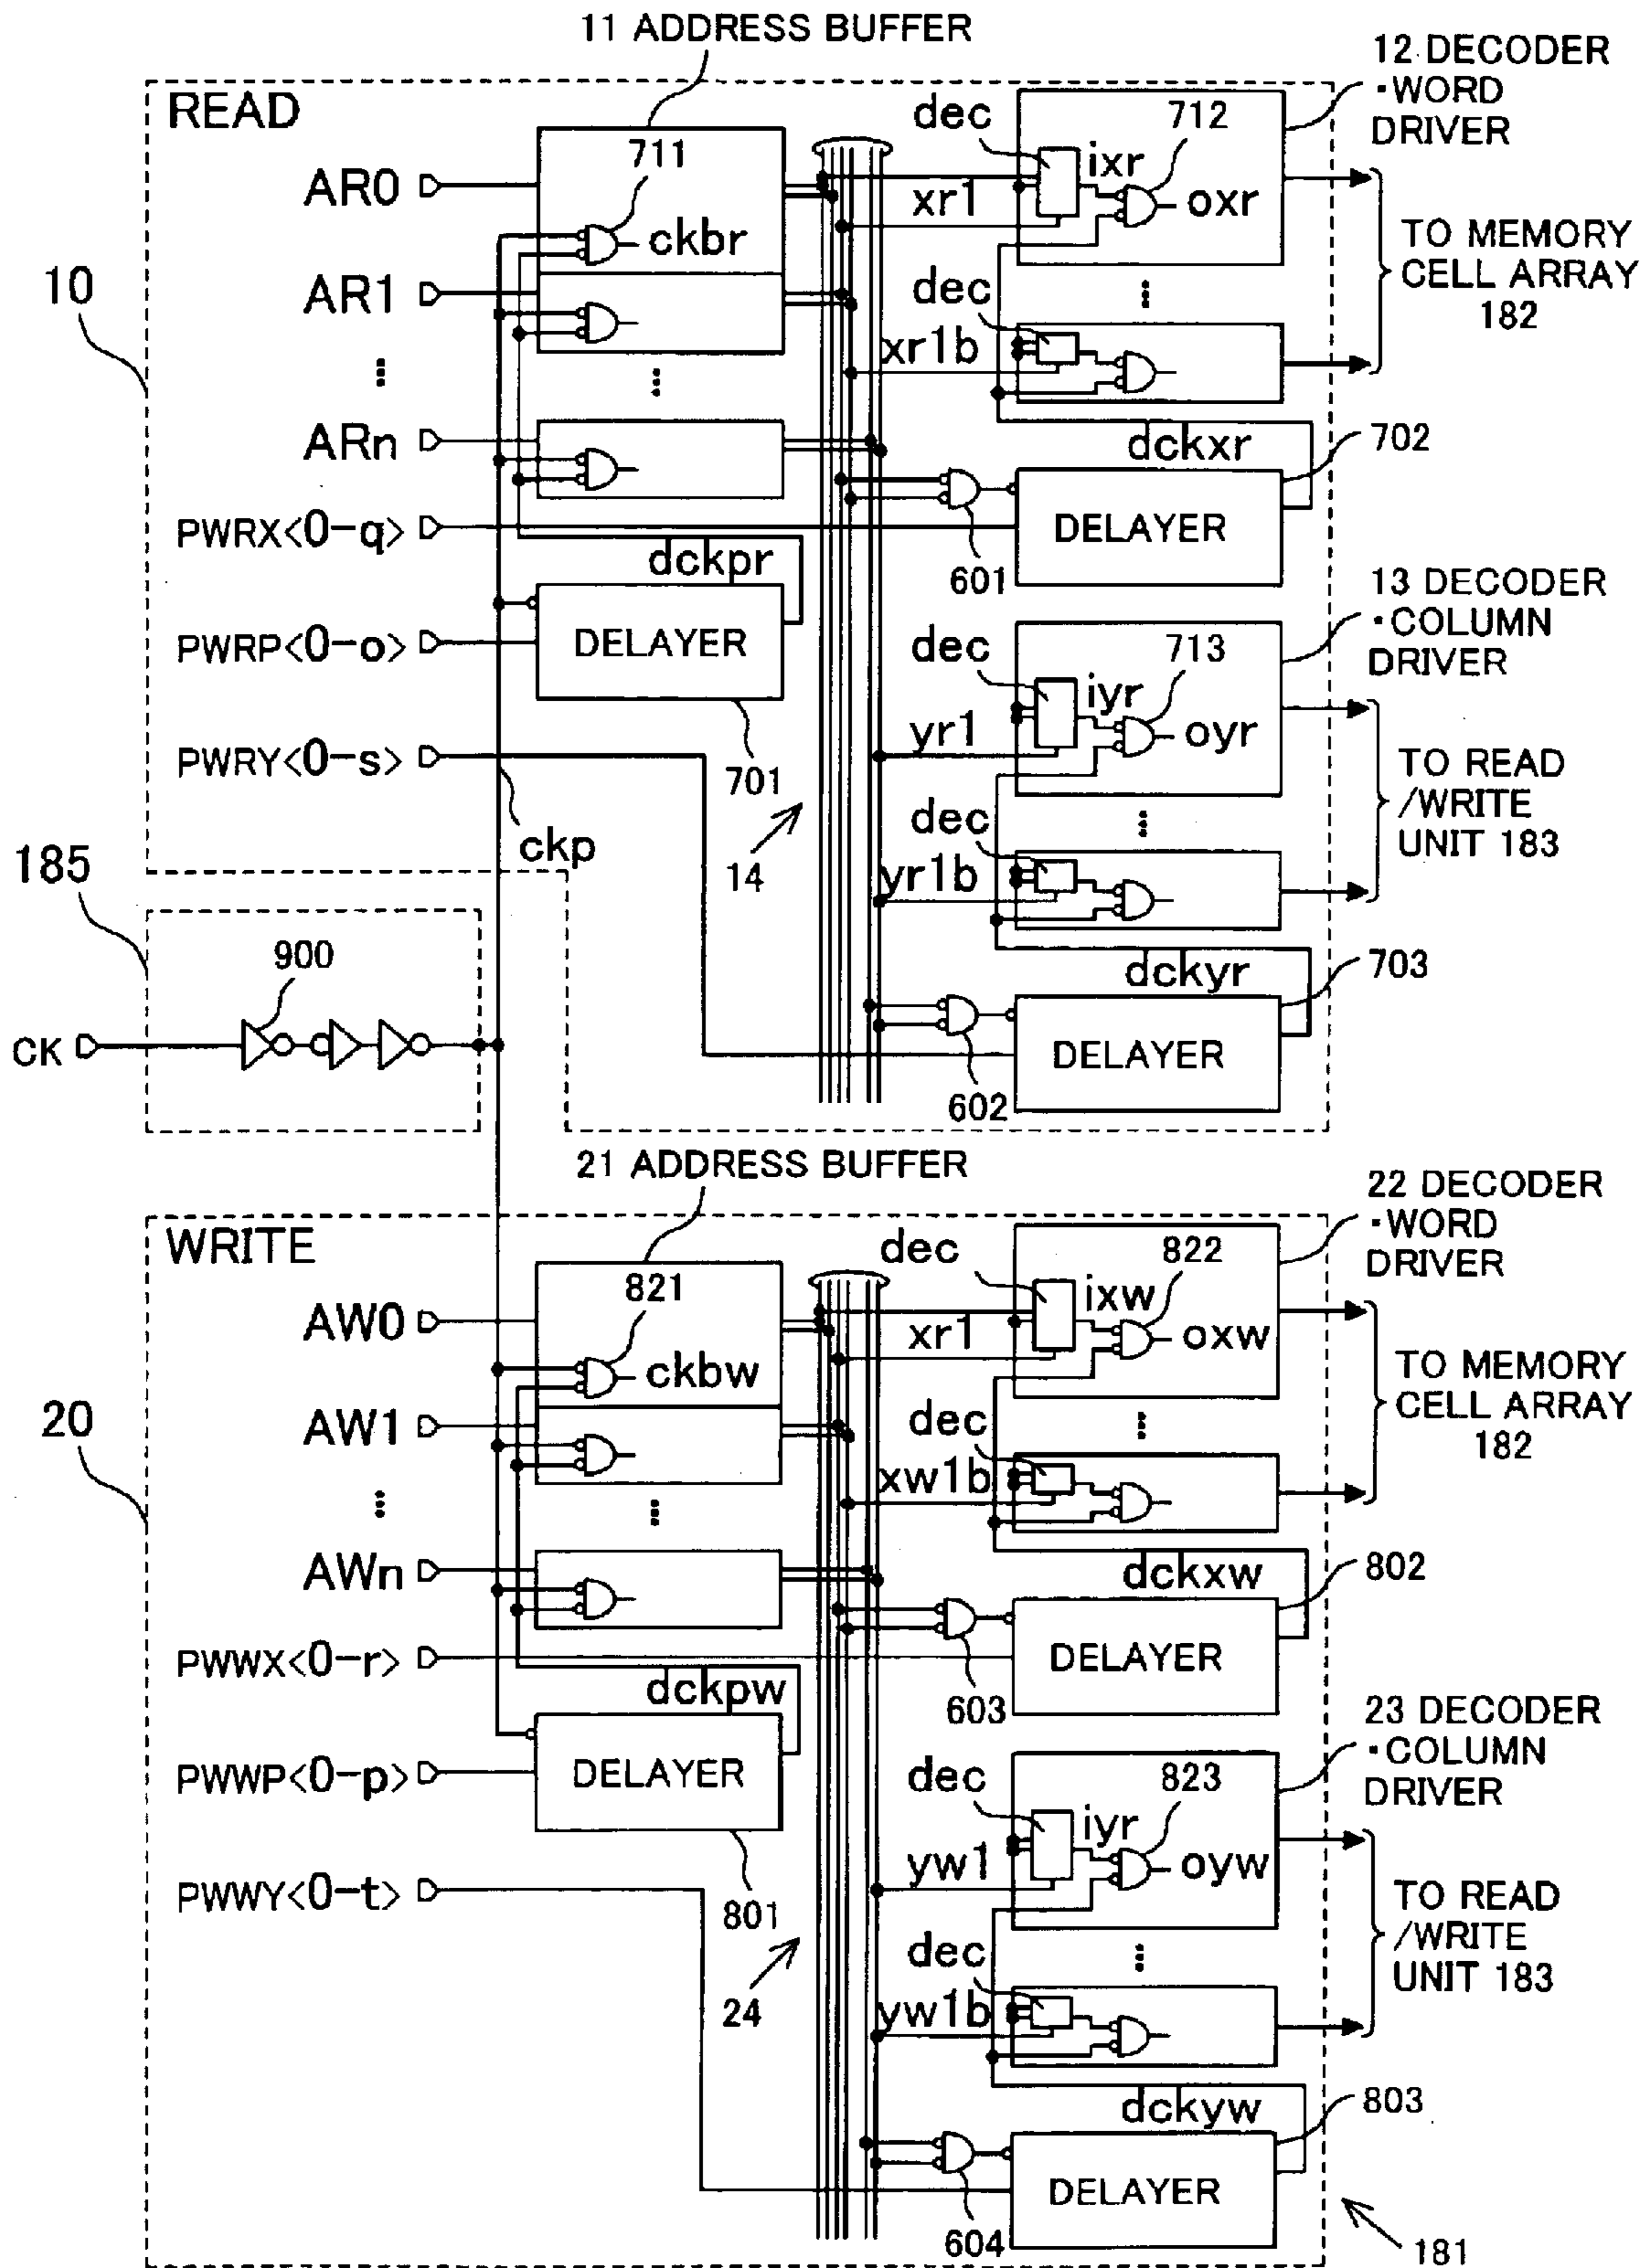 11 ADDRESS BUFFER
12 DECODER
・WORD
DRIVER
READ
dec
712
711
ixr
AR0
xr1
oxr
ckbr
TO MEMORY
CELL ARRAY
182
10
AR1
dec
...
xr1b
...
...
ARn
dckxr
702
PWRX<0-q>
DELAYER
dckpr
601
13 DECODER
・COLUMN
DRIVER
PWRP<0-o>
DELAYER
dec
713
iyr
yr1
oyr
PWRY<0-s>
701
TO READ
/WRITE
UNIT 183
dec
...
ckp
14
yr1b
185
900
dckyr
703
CK
DELAYER
602
21 ADDRESS BUFFER
22 DECODER
・WORD
DRIVER
WRITE
dec
822
821
ixw
AW0
xr1
oxw
ckbw
TO MEMORY
CELL ARRAY
182
20
AW1
dec
...
xw1b
...
...
AWn
dckxw
802
PWWX<0-r>
DELAYER
dckpw
603
23 DECODER
・COLUMN
DRIVER
PWWP<0-p>
DELAYER
dec
823
iyr
yw1
oyw
PWWY<0-t>
801
TO READ
/WRITE
UNIT 183
dec
...
24
yw1b
dckyw
803
DELAYER
604
181